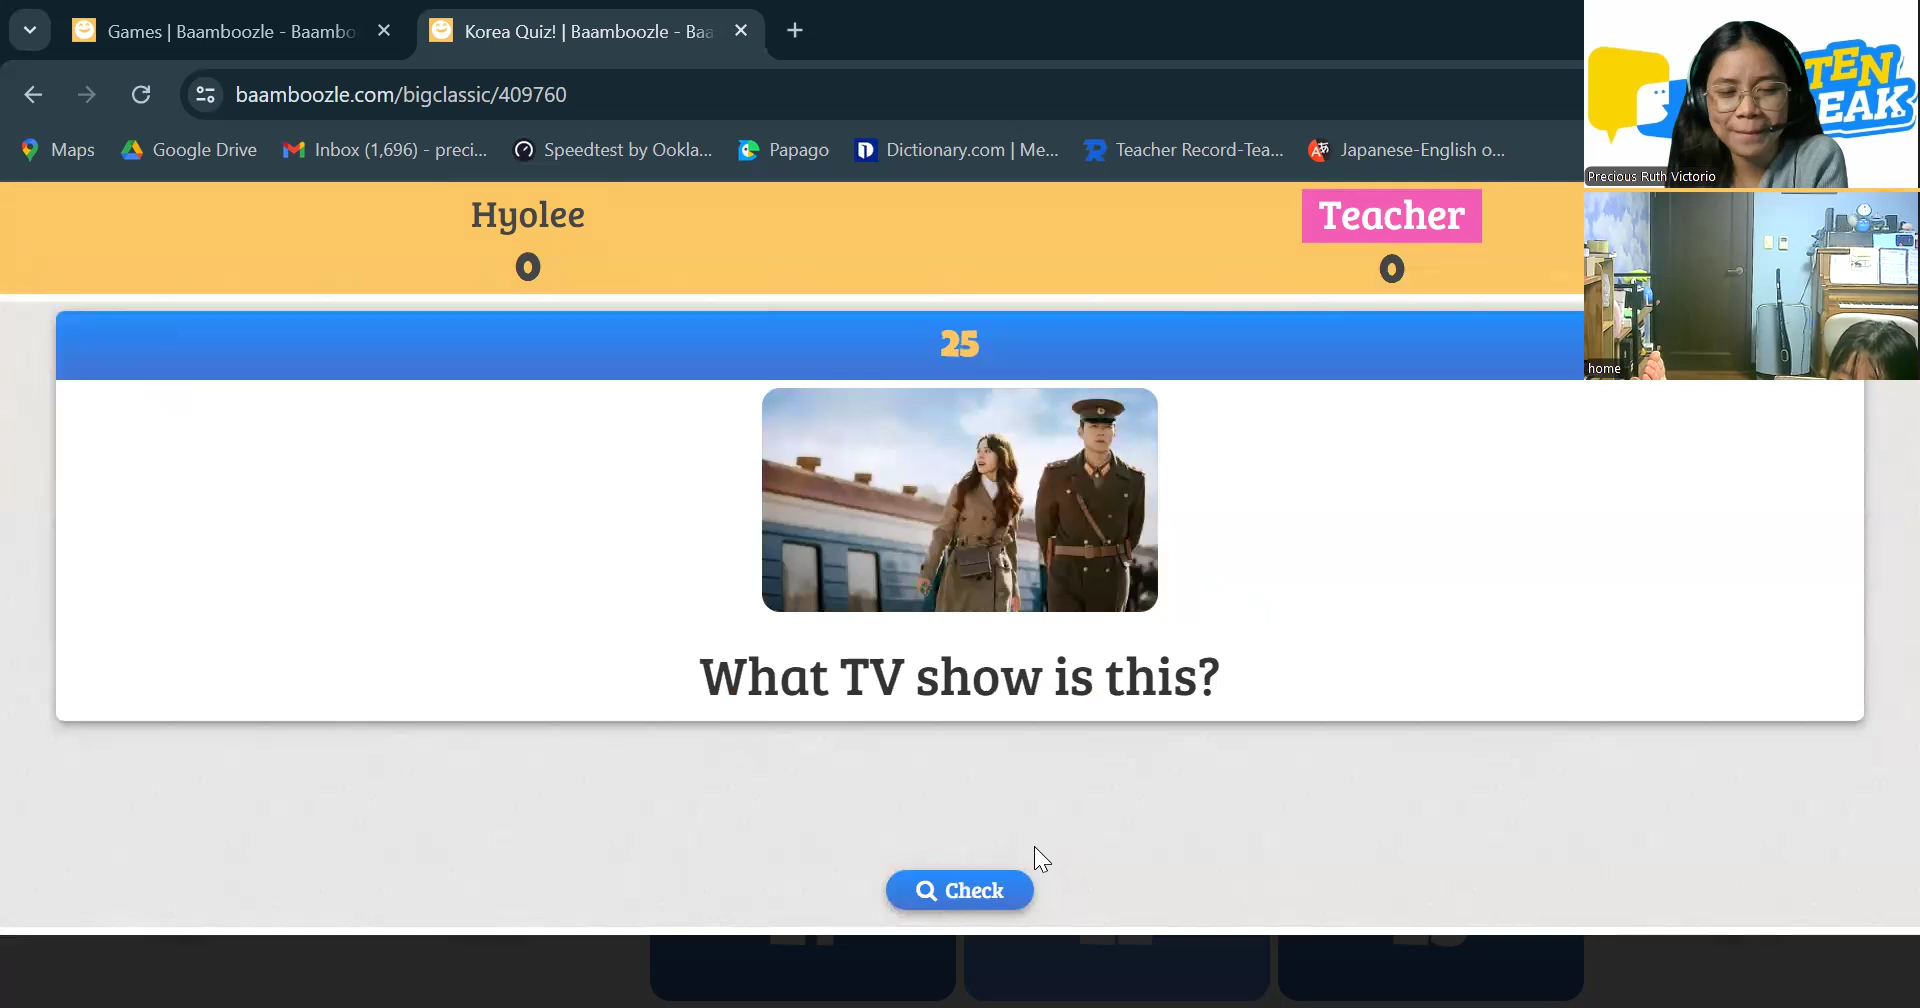 Games | Baamboozle - Baambo
Korea Quiz! | Baamboozle - Baa
baamboozle.com/bigclassic/409760
Maps
Google Drive
Inbox (1,696) - preci...
Speedtest by Ookla...
Papago
Dictionary.com | Me...
Teacher Record-Tea...
Japanese-English o...
TEN
EAK
Precious Ruth Victorio
home
Hyolee
0
Teacher
0
25
What TV show is this?
Check